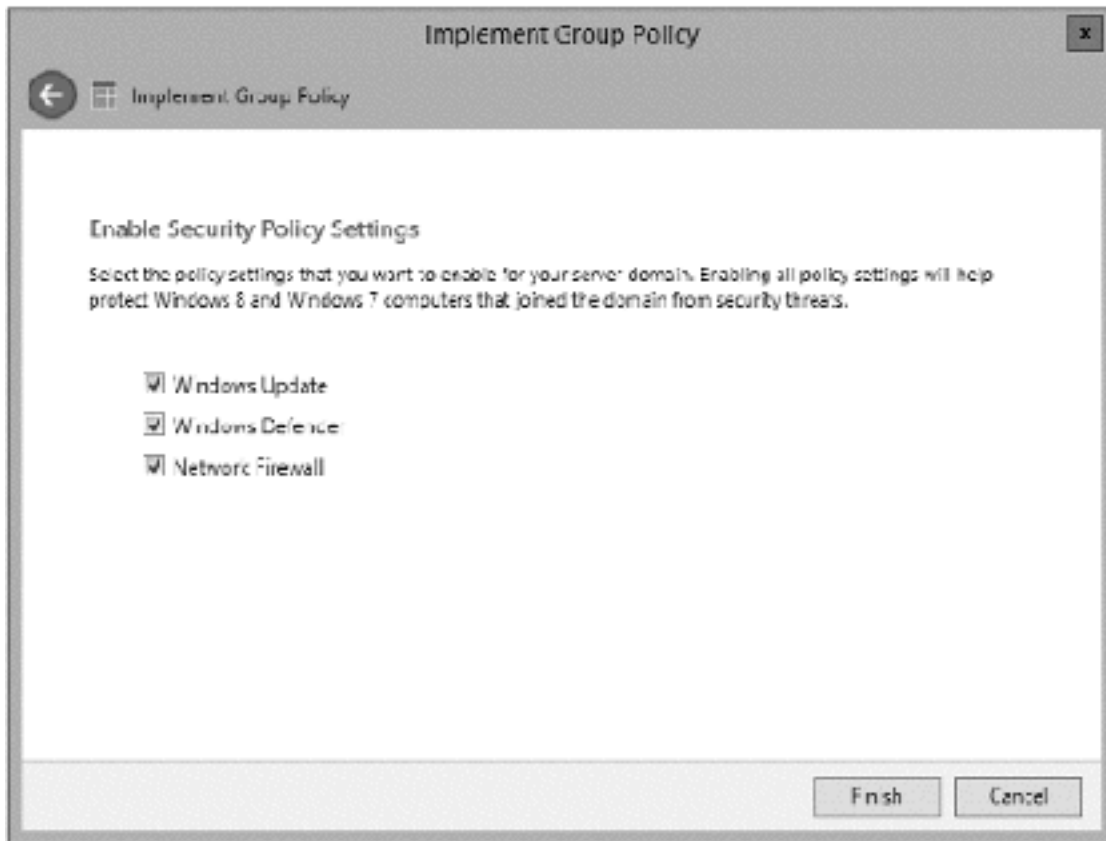 Implement Group Policy
x
Implement Group Policy
Enable Security Policy Settings
Select the policy settings that you want to enable for your server domain. Enabling all policy settings will help
protect Windows 8 and Windows 7 computers that joined the domain from security threats.
Windows Update
Windows Defender
Network Firewall
Finish
Cancel